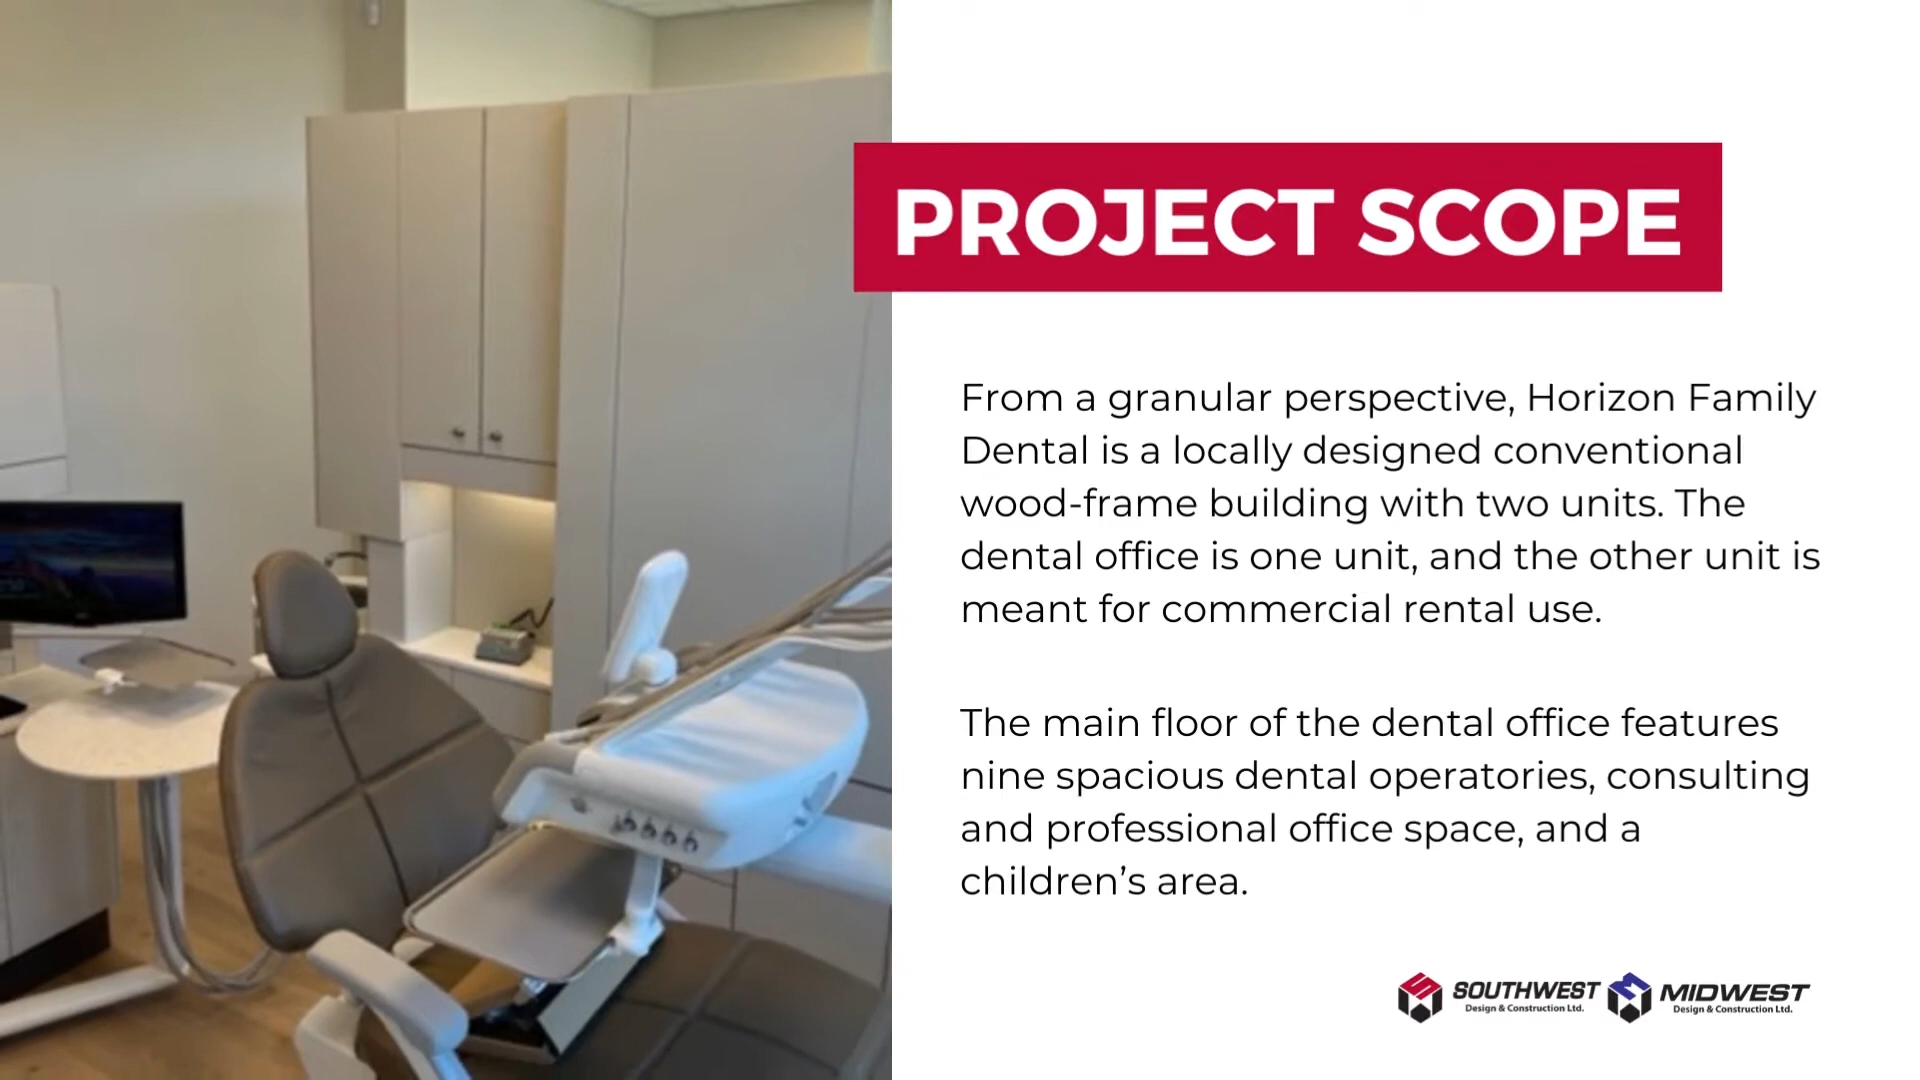 PROJECT SCOPE
From a granular perspective, Horizon Family
Dental is a locally designed conventional
wood-frame building with two units. The
dental office is one unit, and the other unit is
meant for commercial rental use.
The main floor of the dental office features
nine spacious dental operatories, consulting
and professional office space, and a
children’s area.
SOUTHWEST
Design & Construction Ltd.
MIDWEST
Design & Construction Ltd.